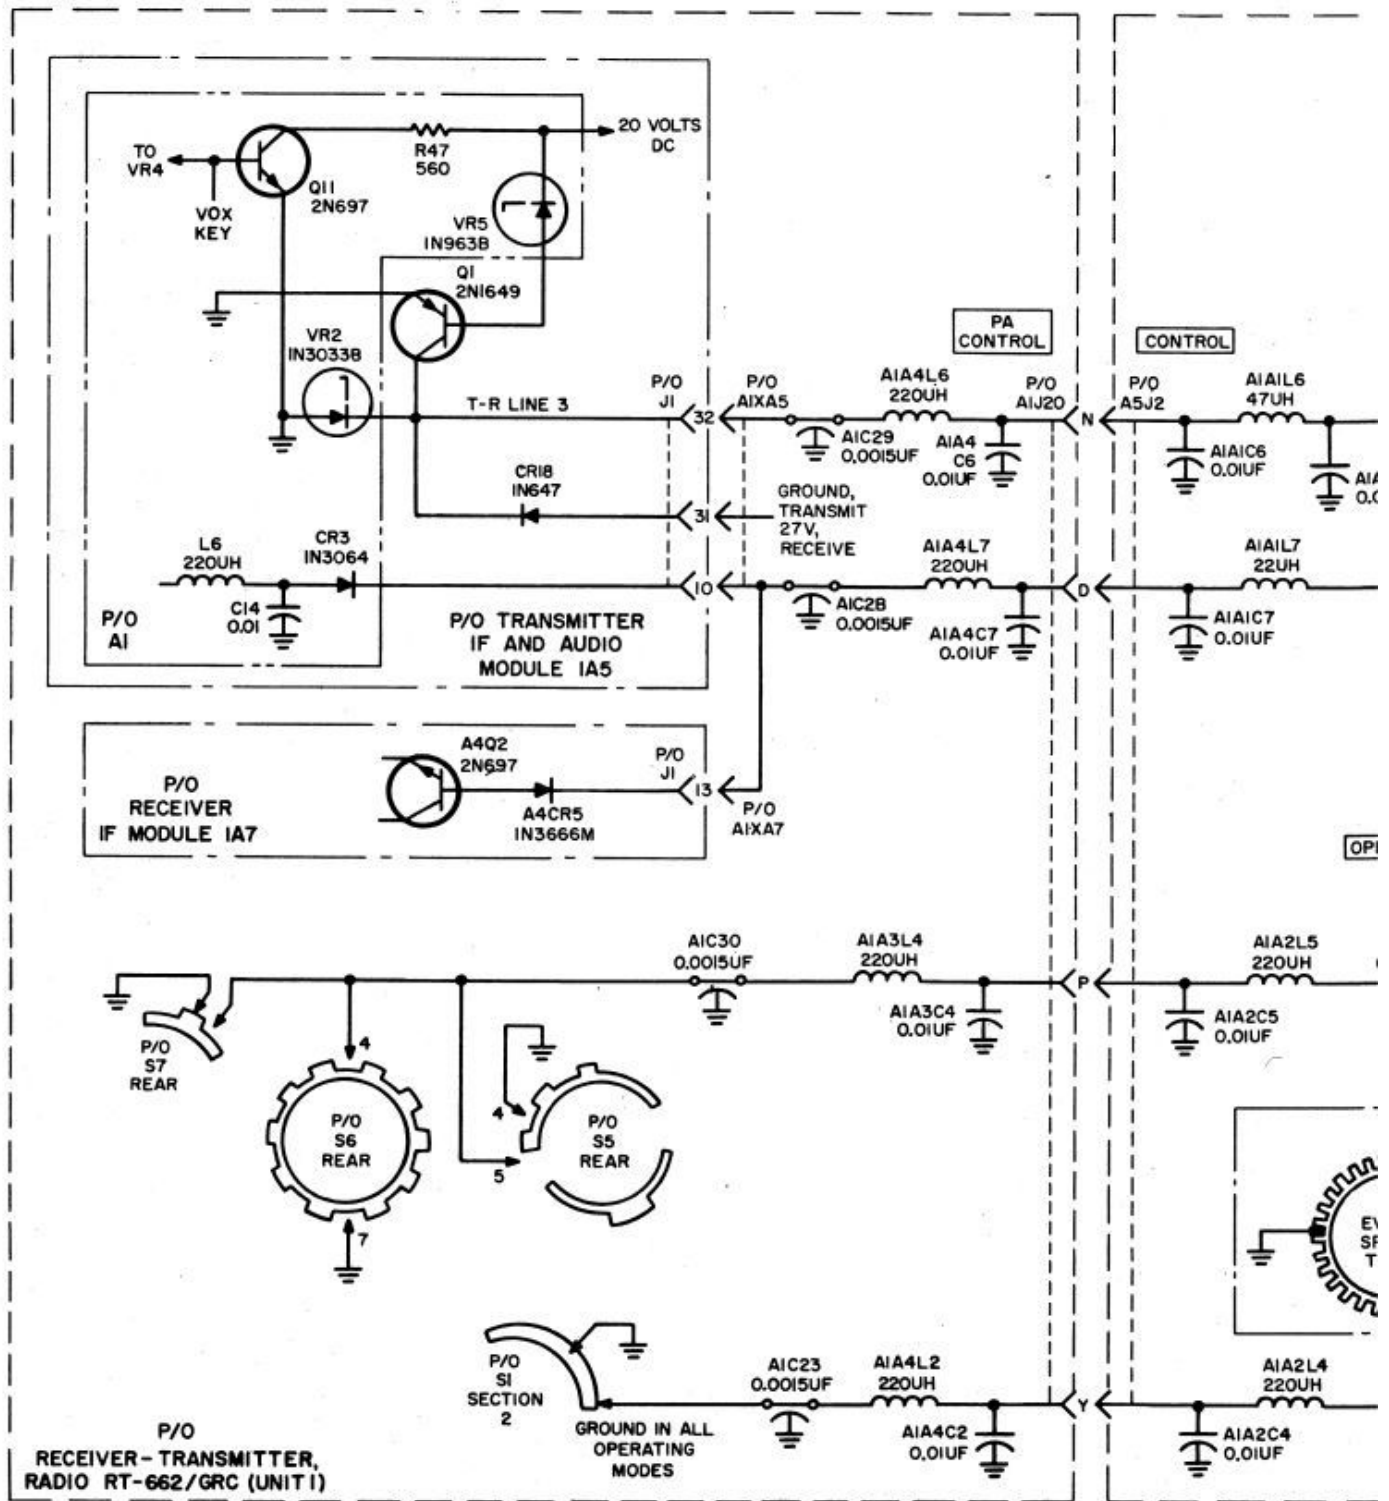 20 VOLTS
DC
TO
VR4
R47
560
Q11
2N697
VOX
KEY
VR5
IN963B
Q1
2N1649
VR2
IN3033B
PA
CONTROL
CONTROL
P/O
J1
P/O
A1XA5
A1A4L6
220UH
P/O
A1J20
P/O
A5J2
A1A1L6
47UH
T-R LINE 3
32
N
A1C29
0.0015UF
A1A4
C6
0.01UF
A1A1C6
0.01UF
CR18
IN647
31
GROUND,
TRANSMIT
27V,
RECEIVE
L6
220UH
CR3
IN3064
A1A4L7
220UH
A1A1L7
22UH
10
D
C14
0.01
A1C28
0.0015UF
A1A4C7
0.01UF
A1A1C7
0.01UF
P/O
A1
P/O TRANSMITTER
IF AND AUDIO
MODULE 1A5
A4Q2
2N697
P/O
J1
13
P/O
RECEIVER
IF MODULE 1A7
A4CR5
IN3666M
P/O
A1XA7
A1C30
0.0015UF
A1A3L4
220UH
A1A2L5
220UH
P
A1A3C4
0.01UF
A1A2C5
0.01UF
P/O
S7
REAR
4
P/O
S6
REAR
7
4
5
P/O
S5
REAR
P/O
S1
SECTION
2
A1C23
0.0015UF
A1A4L2
220UH
A1A2L4
220UH
Y
GROUND IN ALL
OPERATING
MODES
A1A4C2
0.01UF
A1A2C4
0.01UF
P/O
RECEIVER-TRANSMITTER,
RADIO RT-662/GRC (UNIT 1)